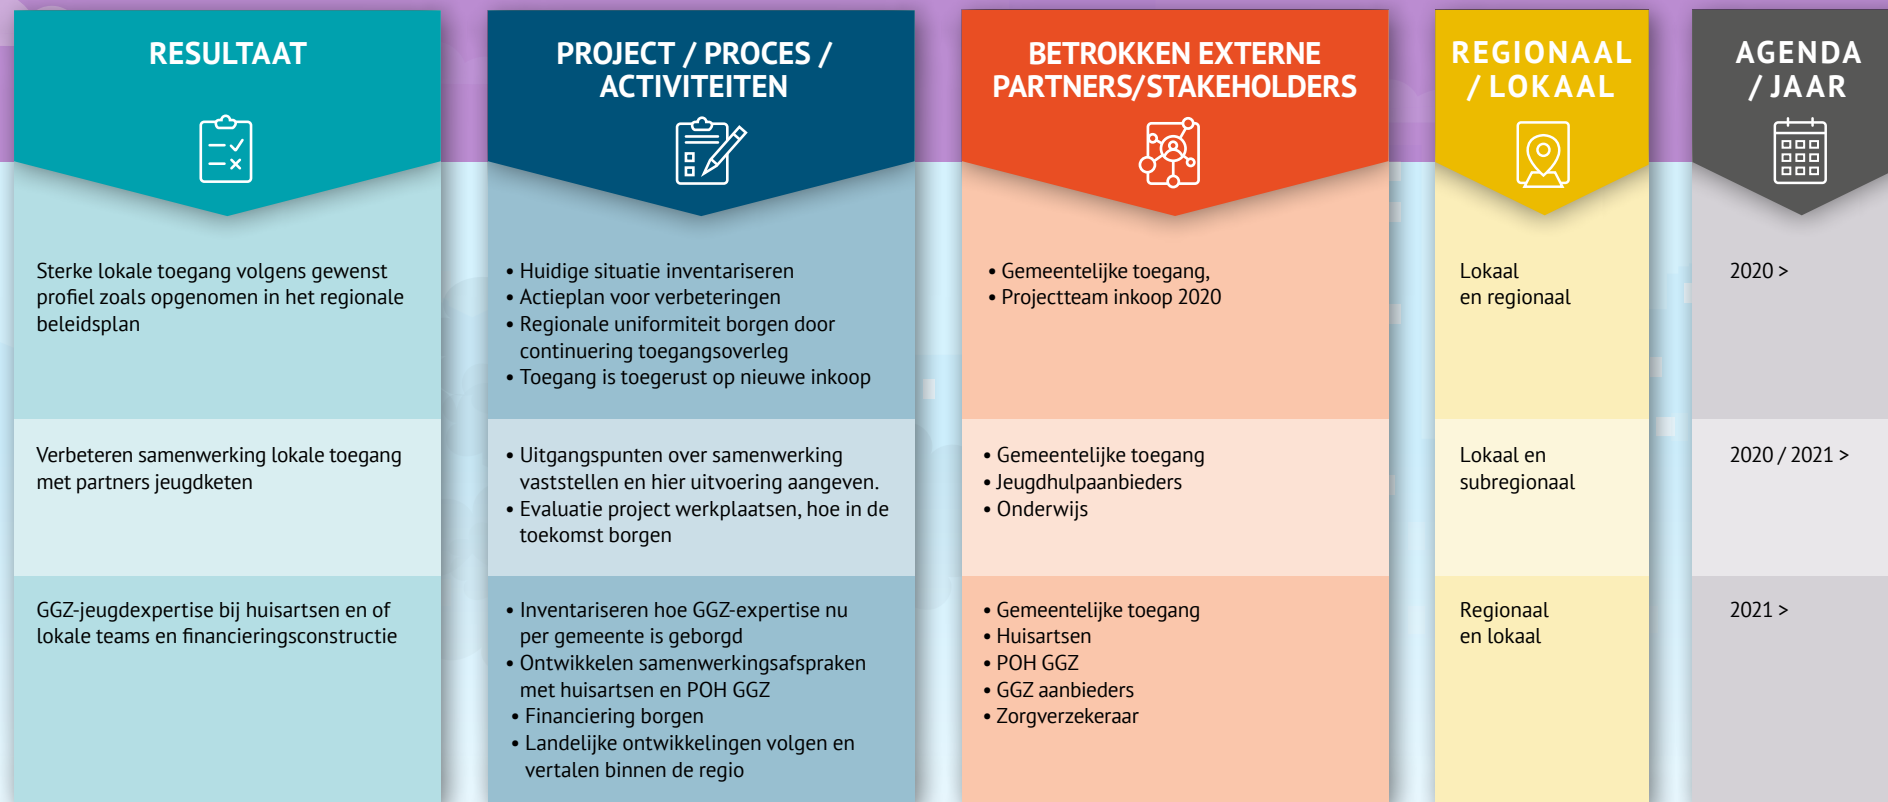 RESULTAAT
PROJECT / PROCES /
ACTIVITEITEN
BETROKKEN EXTERNE
PARTNERS/STAKEHOLDERS
REGIONAAL
/ LOKAAL
AGENDA
/ JAAR
Sterke lokale toegang volgens gewenst
profiel zoals opgenomen in het regionale
beleidsplan
• Huidige situatie inventariseren
• Actieplan voor verbeteringen
• Regionale uniformiteit borgen door
continuering toegangsoverleg
• Toegang is toegerust op nieuwe inkoop
• Gemeentelijke toegang,
• Projectteam inkoop 2020
Lokaal
en regionaal
2020 >
Verbeteren samenwerking lokale toegang
met partners jeugdketen
• Uitgangspunten over samenwerking
vaststellen en hier uitvoering aangeven.
• Evaluatie project werkplaatsen, hoe in de
toekomst borgen
• Gemeentelijke toegang
• Jeugdhulpaanbieders
• Onderwijs
Lokaal en
subregionaal
2020 / 2021 >
GGZ-jeugdexpertise bij huisartsen en of
lokale teams en financieringsconstructie
• Inventariseren hoe GGZ-expertise nu
per gemeente is geborgd
• Ontwikkelen samenwerkingsafspraken
met huisartsen en POH GGZ
• Financiering borgen
• Landelijke ontwikkelingen volgen en
vertalen binnen de regio
• Gemeentelijke toegang
• Huisartsen
• POH GGZ
• GGZ aanbieders
• Zorgverzekeraar
Regionaal
en lokaal
2021 >